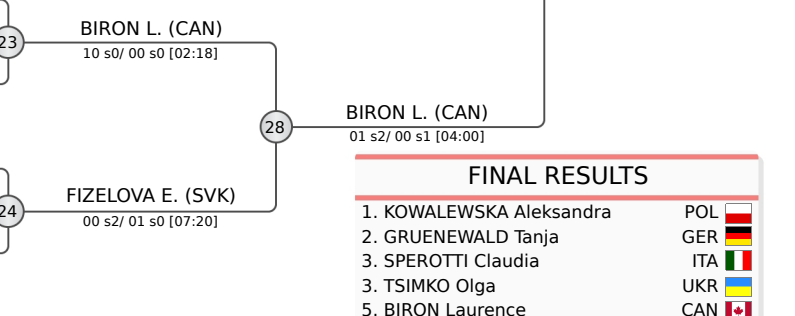 23
BIRON L. (CAN)
10 s0/ 00 s0 [02:18]
28
BIRON L. (CAN)
01 s2/ 00 s1 [04:00]
24
FIZELOVA E. (SVK)
00 s2/ 01 s0 [07:20]
FINAL RESULTS
1. KOWALEWSKA Aleksandra POL
2. GRUENEWALD Tanja GER
3. SPEROTTI Claudia ITA
3. TSIMKO Olga UKR
5. BIRON Laurence CAN